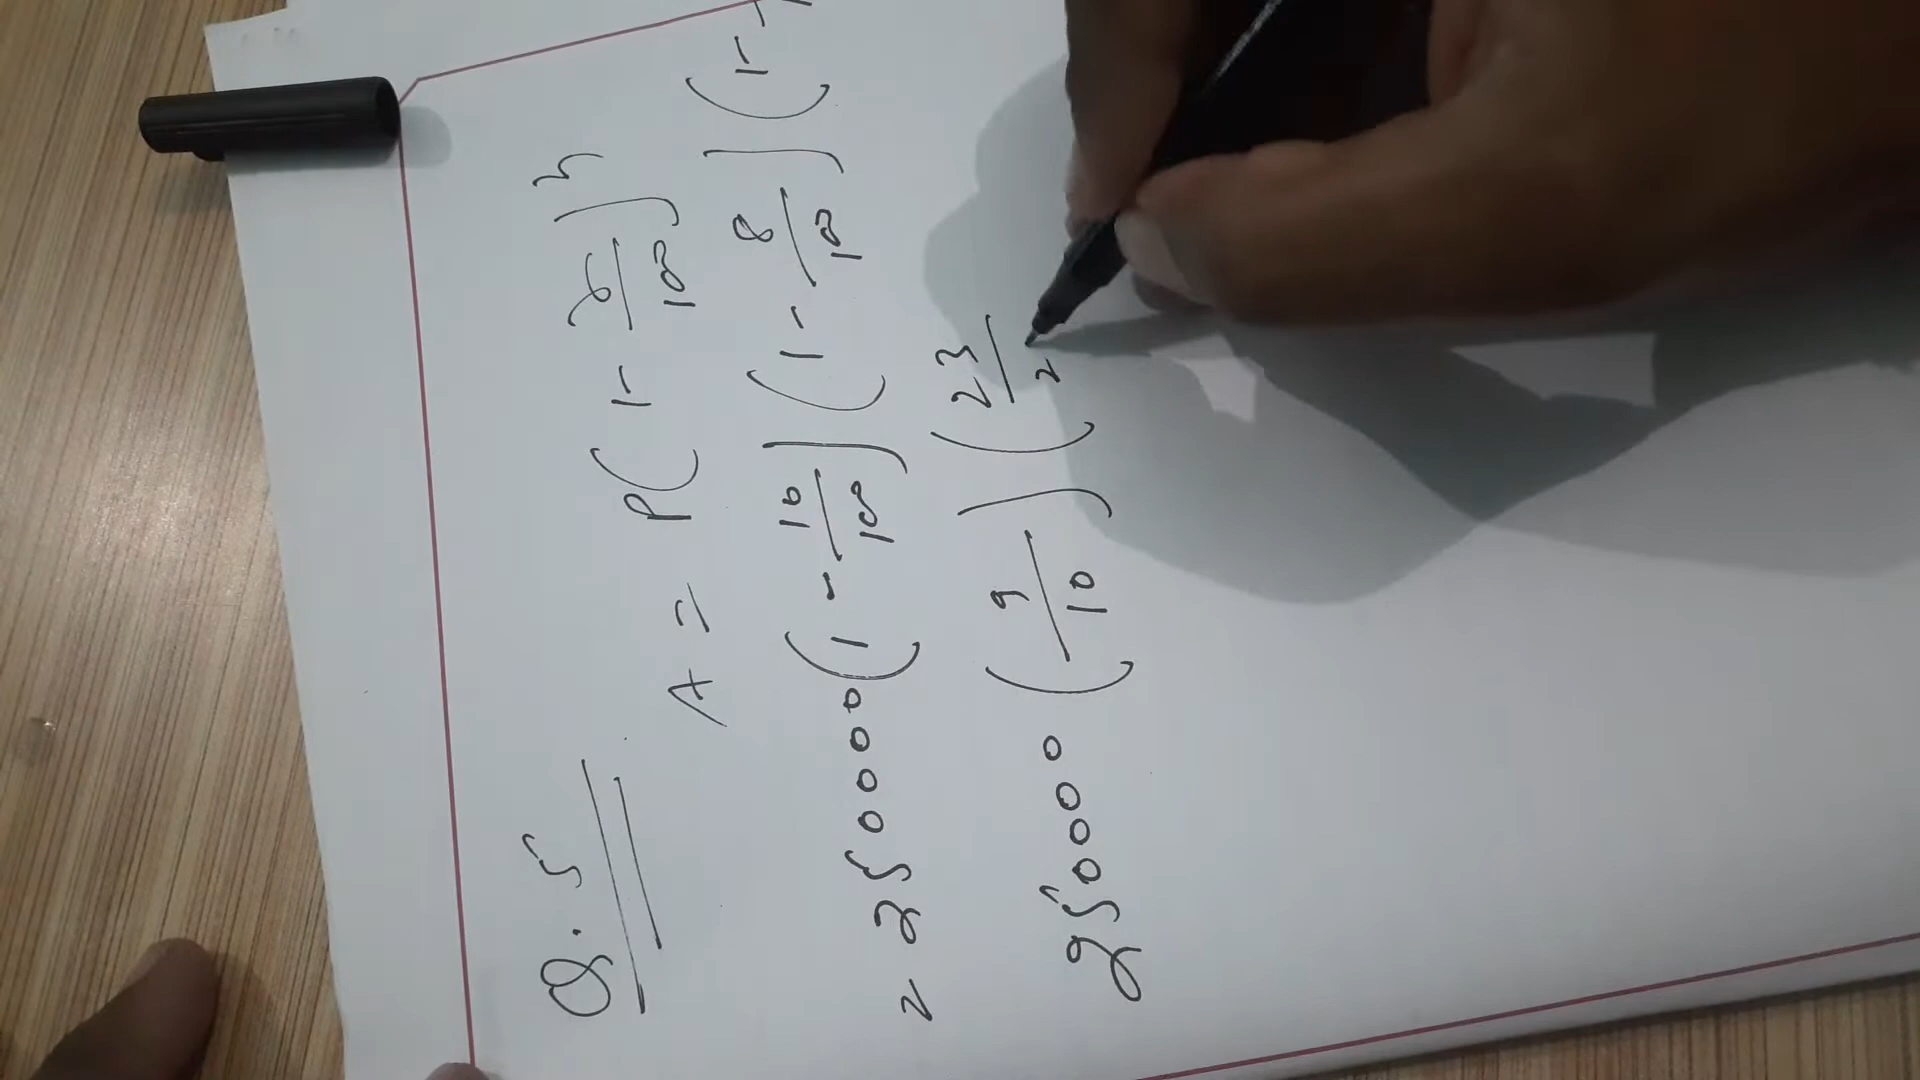 Q.5
A = P(1 - r/100)^n
= 250000(1 - 10/100)(1 - 8/100)(1 -
250000 (9/10)(23/2